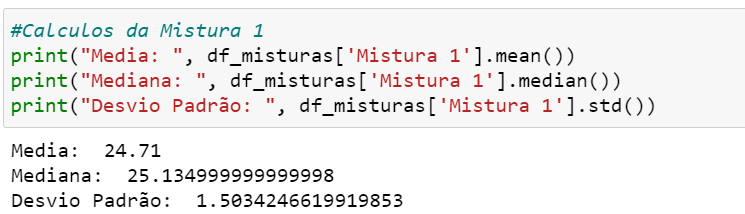 #Calculos da Mistura 1
print("Media: ", df_misturas['Mistura 1'].mean())
print("Mediana: ", df_misturas['Mistura 1'].median())
print("Desvio Padrão: ", df_misturas['Mistura 1'].std())
Media:  24.71
Mediana:  25.134999999999998
Desvio Padrão:  1.5034246619919853